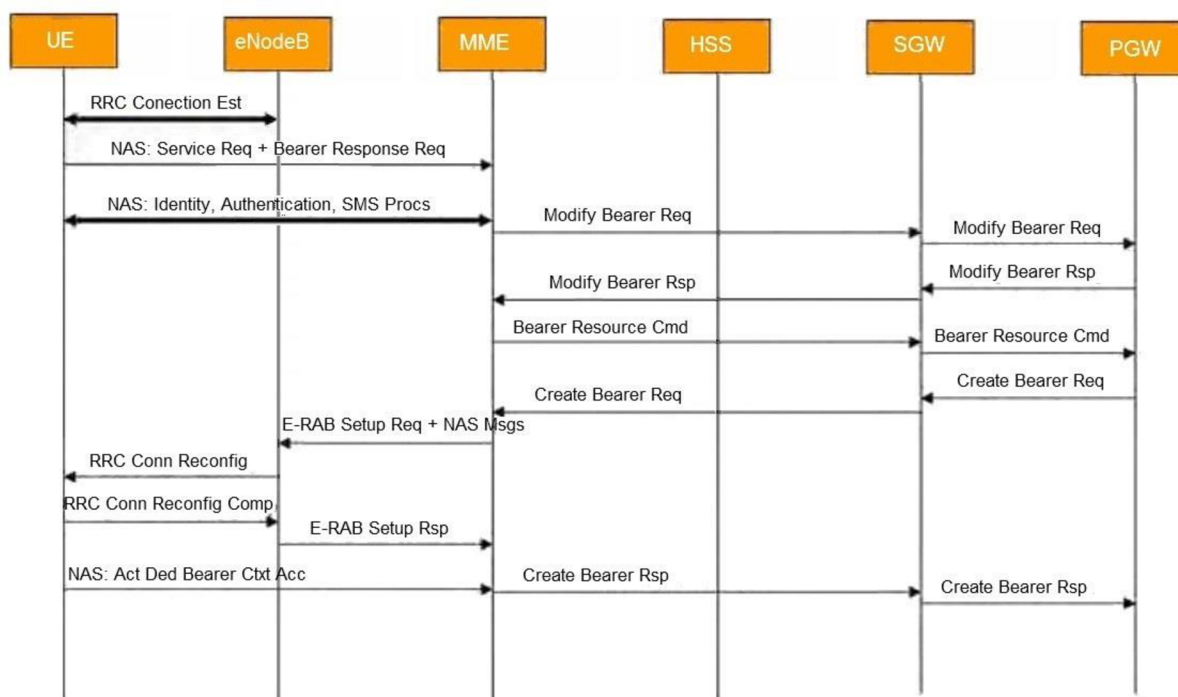 UE
eNodeB
MME
HSS
SGW
PGW
RRC Conection Est
NAS: Service Req + Bearer Response Req
NAS: Identity, Authentication, SMS Procs
Modify Bearer Req
Modify Bearer Req
Modify Bearer Rsp
Modify Bearer Rsp
Bearer Resource Cmd
Bearer Resource Cmd
Create Bearer Req
Create Bearer Req
E-RAB Setup Req + NAS Msgs
RRC Conn Reconfig
RRC Conn Reconfig Comp
E-RAB Setup Rsp
NAS: Act Ded Bearer Ctxt Acc
Create Bearer Rsp
Create Bearer Rsp